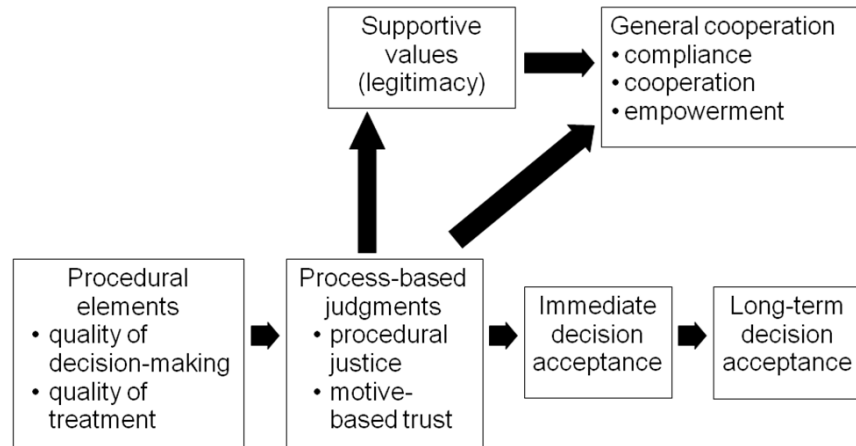 Supportive
values
(legitimacy)
General cooperation
• compliance
• cooperation
• empowerment
Procedural
elements
• quality of
decision-making
• quality of
treatment
Process-based
judgments
• procedural
justice
• motive-
based trust
Immediate
decision
acceptance
Long-term
decision
acceptance